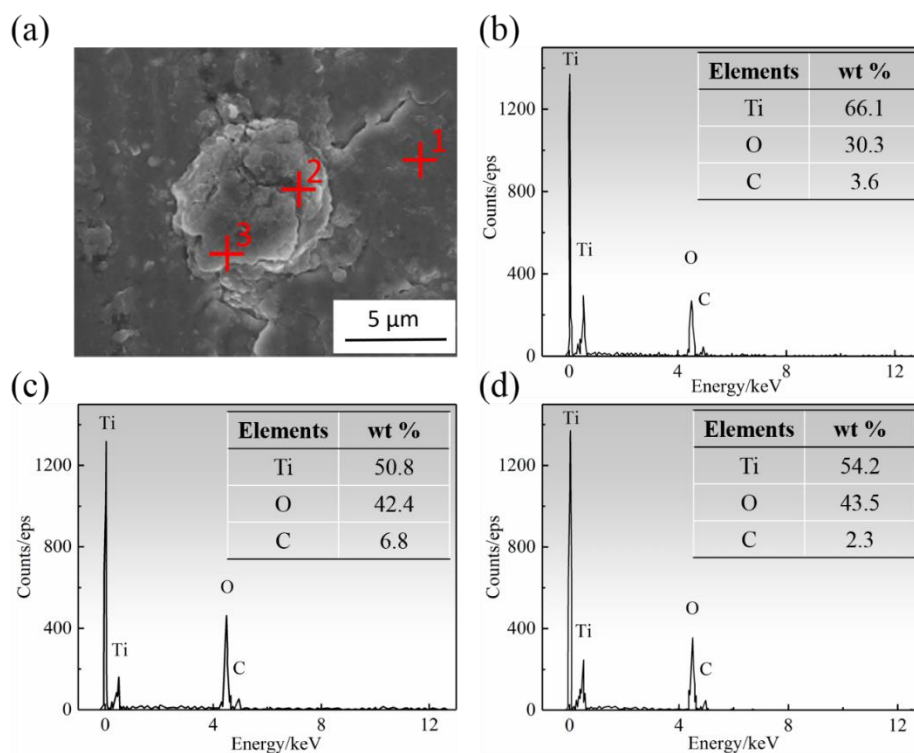 (a)
1
2
3
5 μm
(b)
Counts/eps
1200
800
400
0
Ti
Ti
O
C
0 4 8 12
Energy/keV
Elements wt %
Ti 66.1
O 30.3
C 3.6
(c)
Counts/eps
1200
800
400
0
Ti
Ti
O
C
0 4 8 12
Energy/keV
Elements wt %
Ti 50.8
O 42.4
C 6.8
(d)
Counts/eps
1200
800
400
0
Ti
Ti
O
C
0 4 8 12
Energy/keV
Elements wt %
Ti 54.2
O 43.5
C 2.3